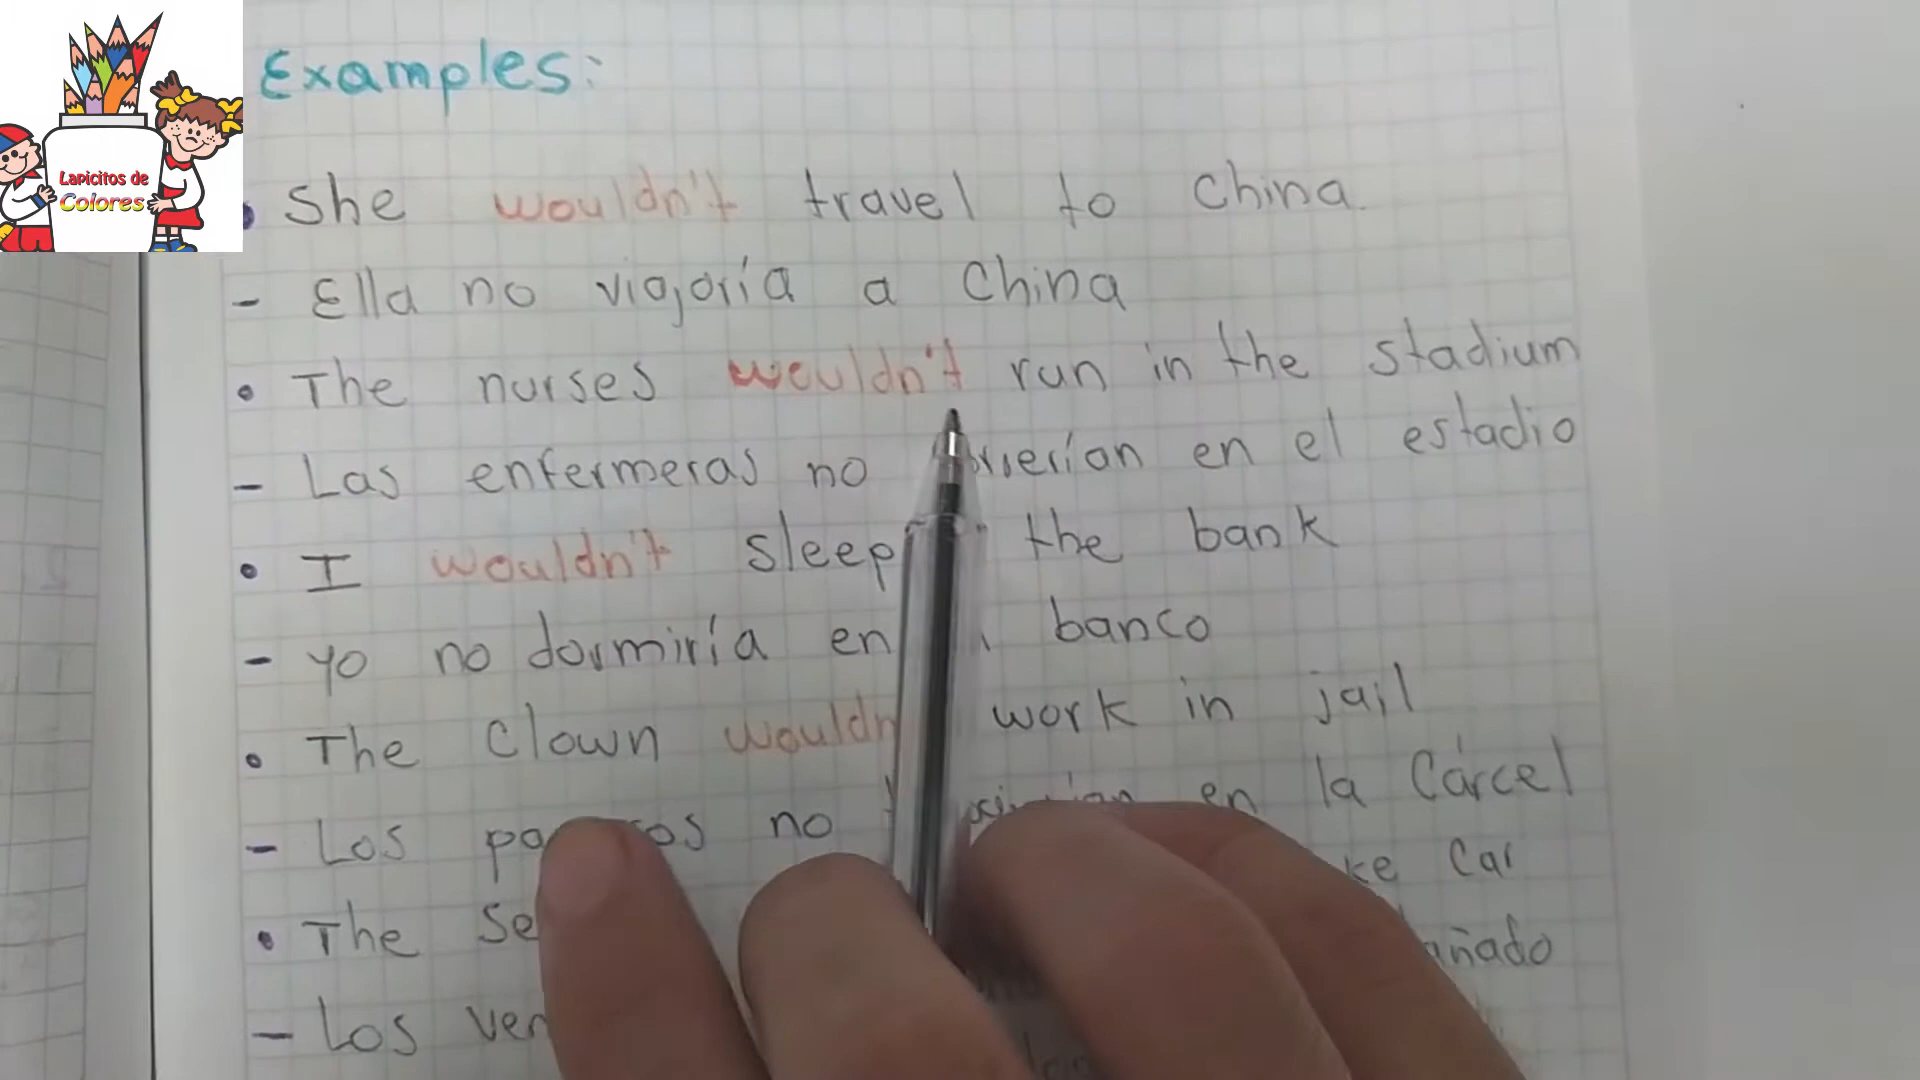 Lapicitos de
Colores
Examples:
• She wouldn't travel to China.
- Ella no viajaría a China
• The nurses wouldn't run in the stadium
- Las enfermeras no en el estadio
• I wouldn't sleep the bank
- yo no dormiría en banco
• The Clown work in jail
- Los no en la Cárcel
• The Car
- Los